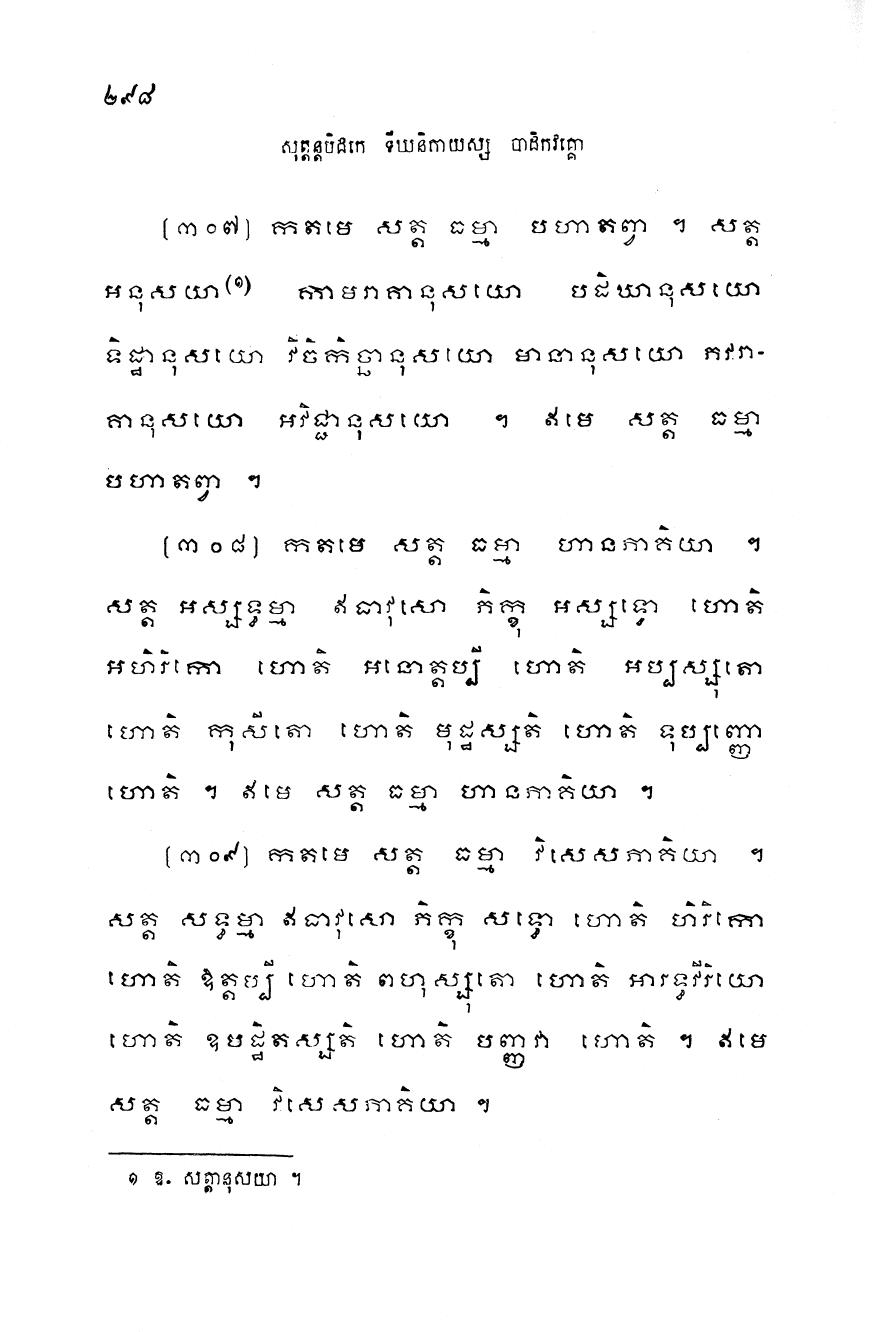 ២៩៨
សុត្តន្តបិដកេ ទីឃនិកាយស្ស បាដិកវគ្គោ
[៣០៧] កតមេ សត្ត ធម្មា បហាតព្វា ។ សត្ត
អនុសយា(១) កាមរាគានុសយោ បដិឃានុសយោ
ទិដ្ឋានុសយោ វិចិកិច្ឆានុសយោ មានានុសយោ ភវរា-
គានុសយោ អវិជ្ជានុសយោ ។ ឥមេ សត្ត ធម្មា
បហាតព្វា ។
[៣០៨] កតមេ សត្ត ធម្មា ហានភាគិយា ។
សត្ត អស្សទ្ធម្មា ឥធាវុសោ ភិក្ខុ អស្សទ្ធោ ហោតិ
អហិរិកោ ហោតិ អនោត្តប្បី ហោតិ អប្បស្សុតោ
ហោតិ កុសីតោ ហោតិ មុដ្ឋស្សតិ ហោតិ ទុប្បញ្ញោ
ហោតិ ។ ឥមេ សត្ត ធម្មា ហានភាគិយា ។
[៣០៩] កតមេ សត្ត ធម្មា វិសេសភាគិយា ។
សត្ត សទ្ធម្មា ឥធាវុសោ ភិក្ខុ សទ្ធោ ហោតិ ហិរិកោ
ហោតិ ឱត្តប្បី ហោតិ ពហុស្សុតោ ហោតិ អារទ្ធវីរិយោ
ហោតិ ឧបដ្ឋិតស្សតិ ហោតិ បញ្ញវា ហោតិ ។ ឥមេ
សត្ត ធម្មា វិសេសភាគិយា ។
១ ឱ. សត្តានុសយា ។